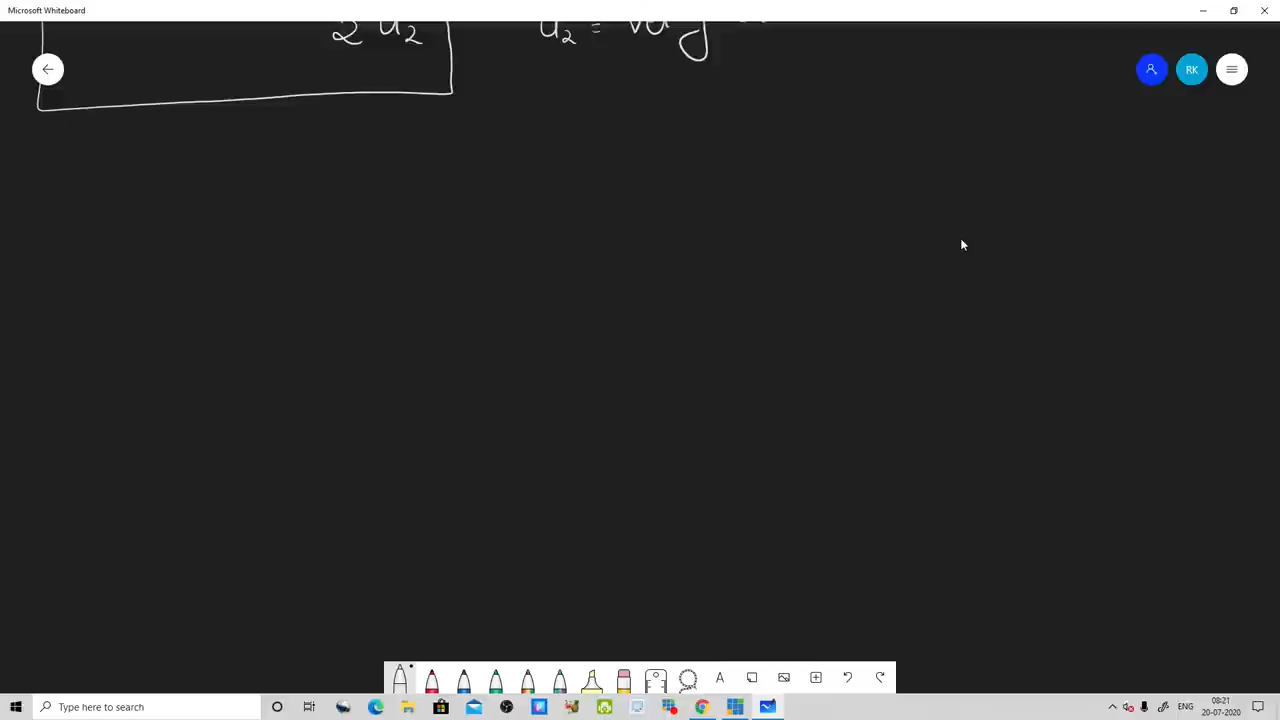 Microsoft Whiteboard
2 u2 u2 =
RK
A
Type here to search
ENG
08:21
20-07-2020